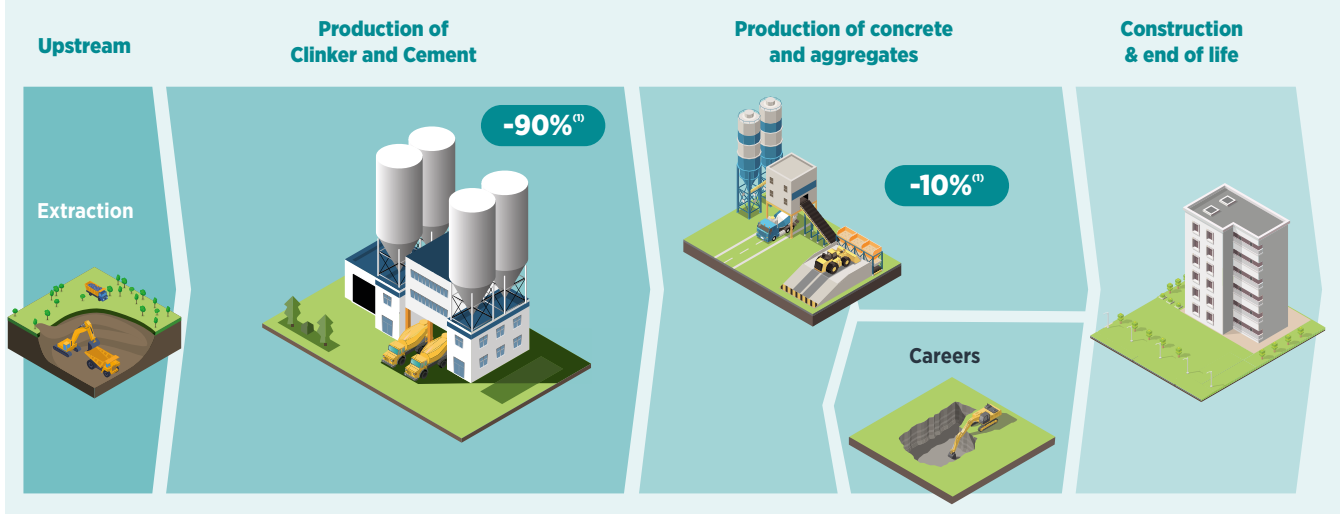 Upstream
Production of
Clinker and Cement
Production of concrete
and aggregates
Construction
& end of life
-90%⁽¹⁾
-10%⁽¹⁾
Extraction
Careers